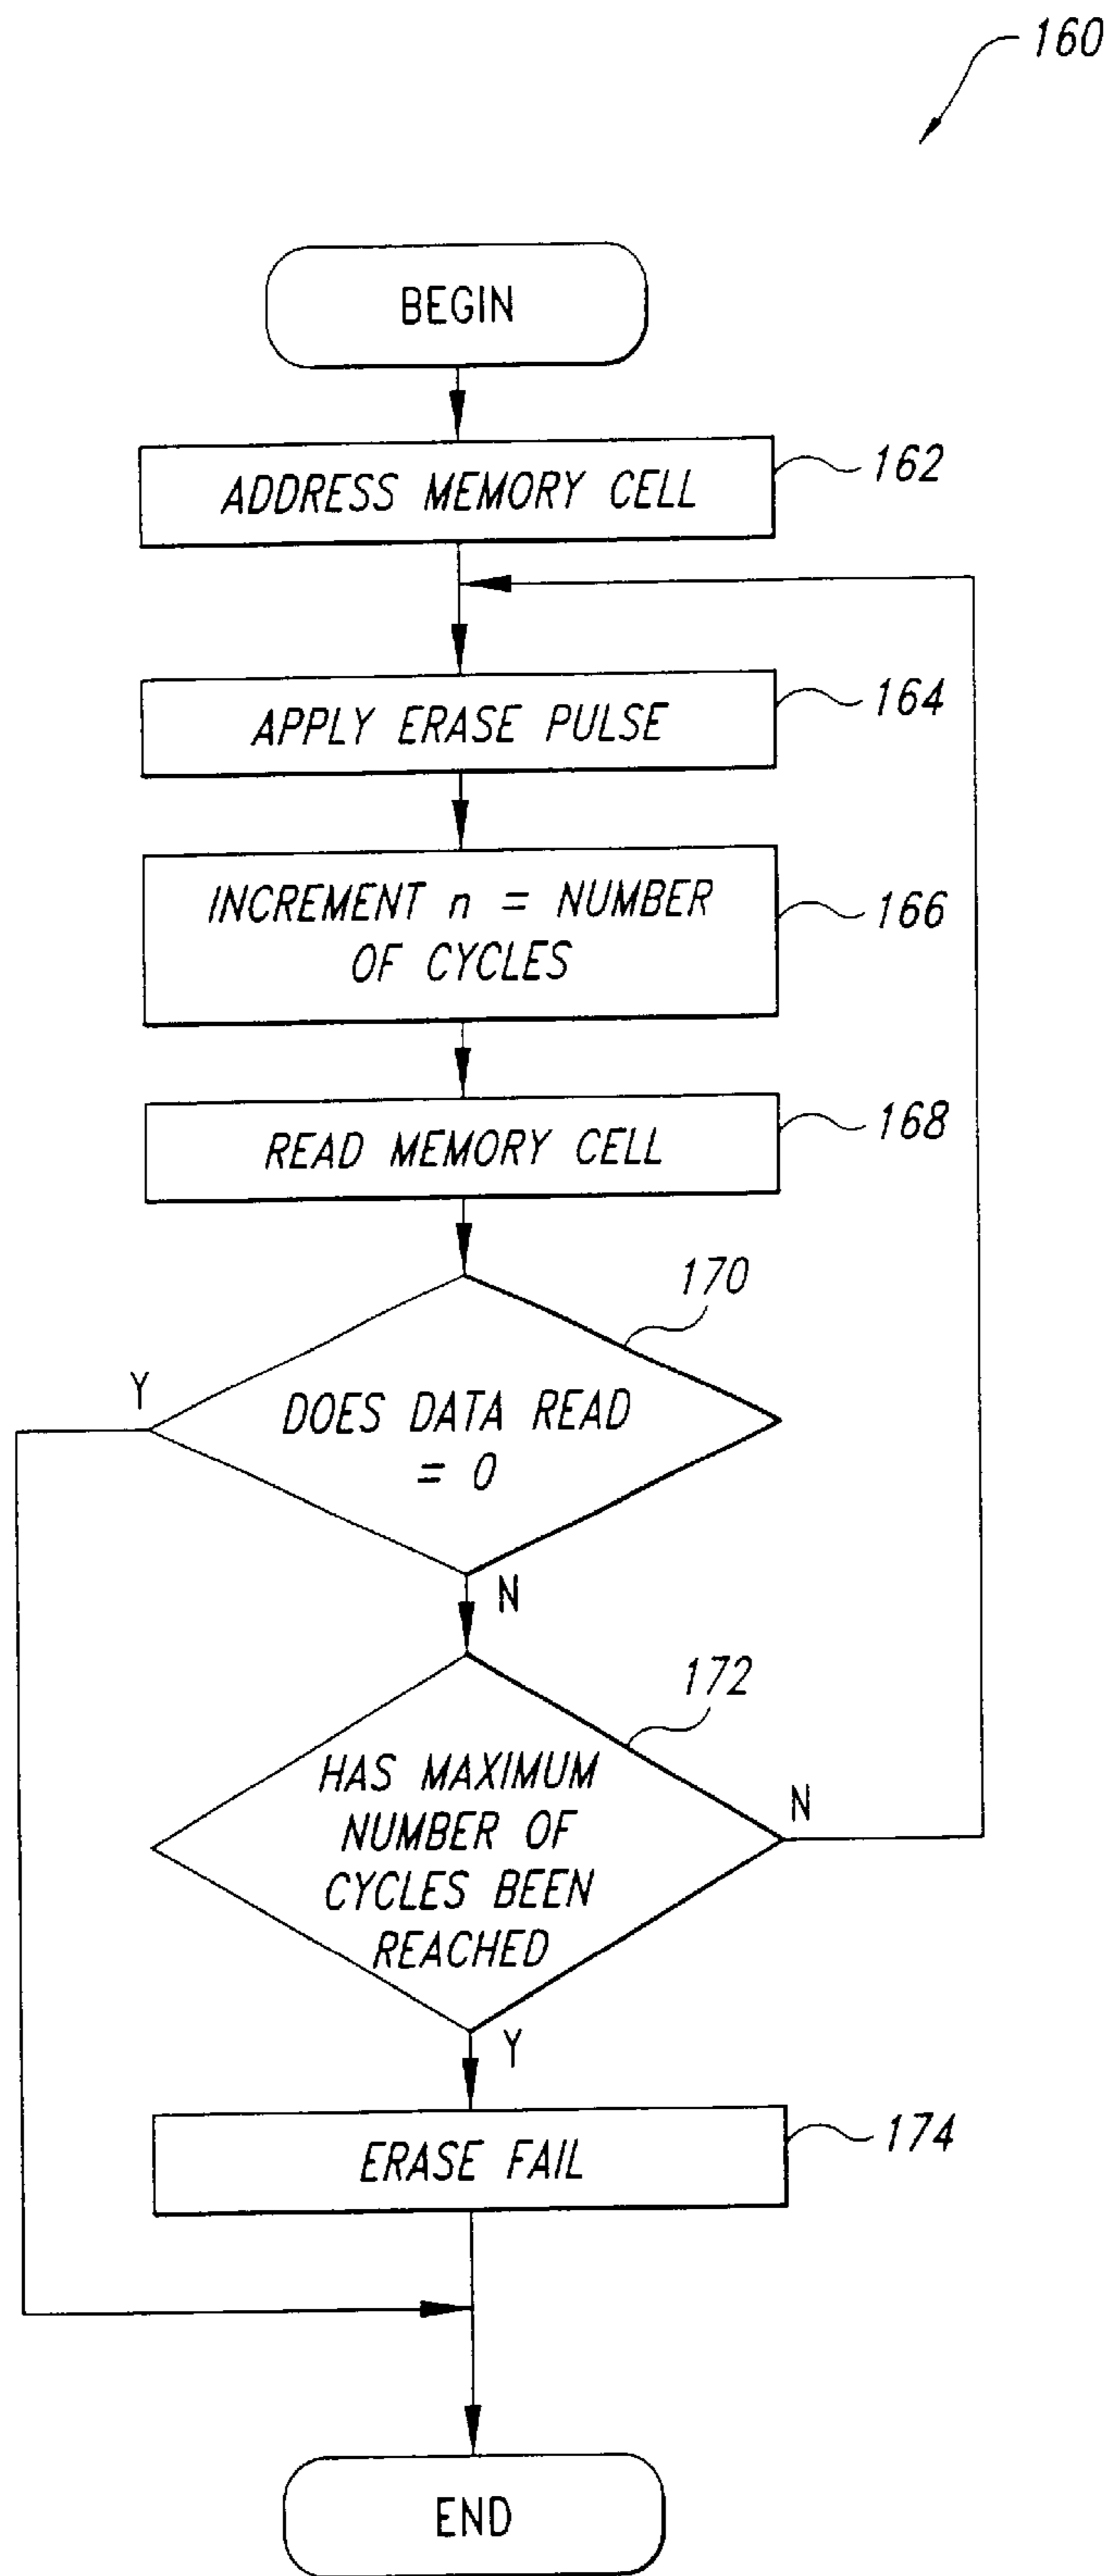 160
BEGIN
ADDRESS MEMORY CELL
162
APPLY ERASE PULSE
164
INCREMENT n = NUMBER
OF CYCLES
166
READ MEMORY CELL
168
170
Y
DOES DATA READ
= 0
N
172
HAS MAXIMUM
NUMBER OF
CYCLES BEEN
REACHED
N
Y
ERASE FAIL
174
END